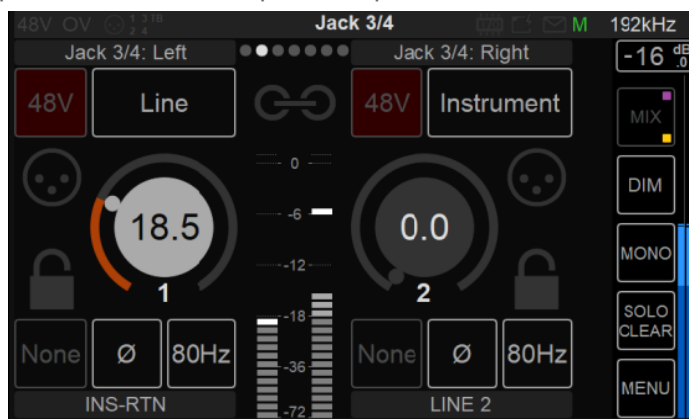 48V OV 1 3 TB 2 4 Jack 3/4 M 192kHz
Jack 3/4: Left Jack 3/4: Right -16 .0 dB
48V Line 48V Instrument
MIX
0
DIM
18.5 -6 0.0
-12 MONO
1 2
-18 SOLO CLEAR
None Ø 80Hz -36 None Ø 80Hz
MENU
INS-RTN -72 LINE 2